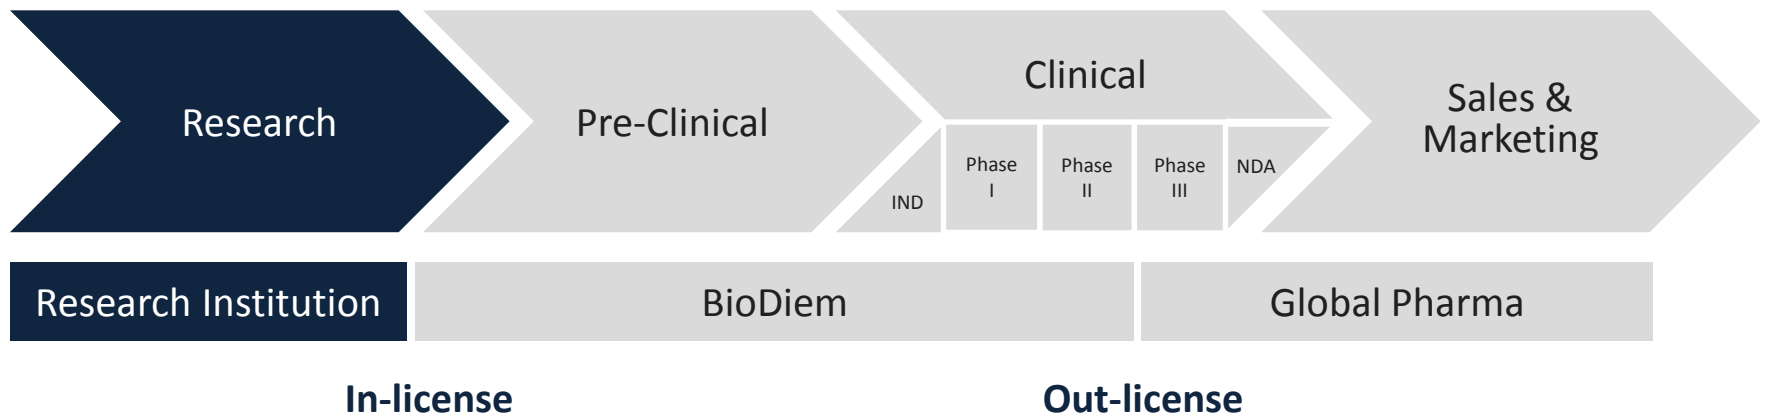 Research
Pre-Clinical
Clinical
IND
Phase
I
Phase
II
Phase
III
NDA
Sales &
Marketing
Research Institution
BioDiem
Global Pharma
In-license
Out-license